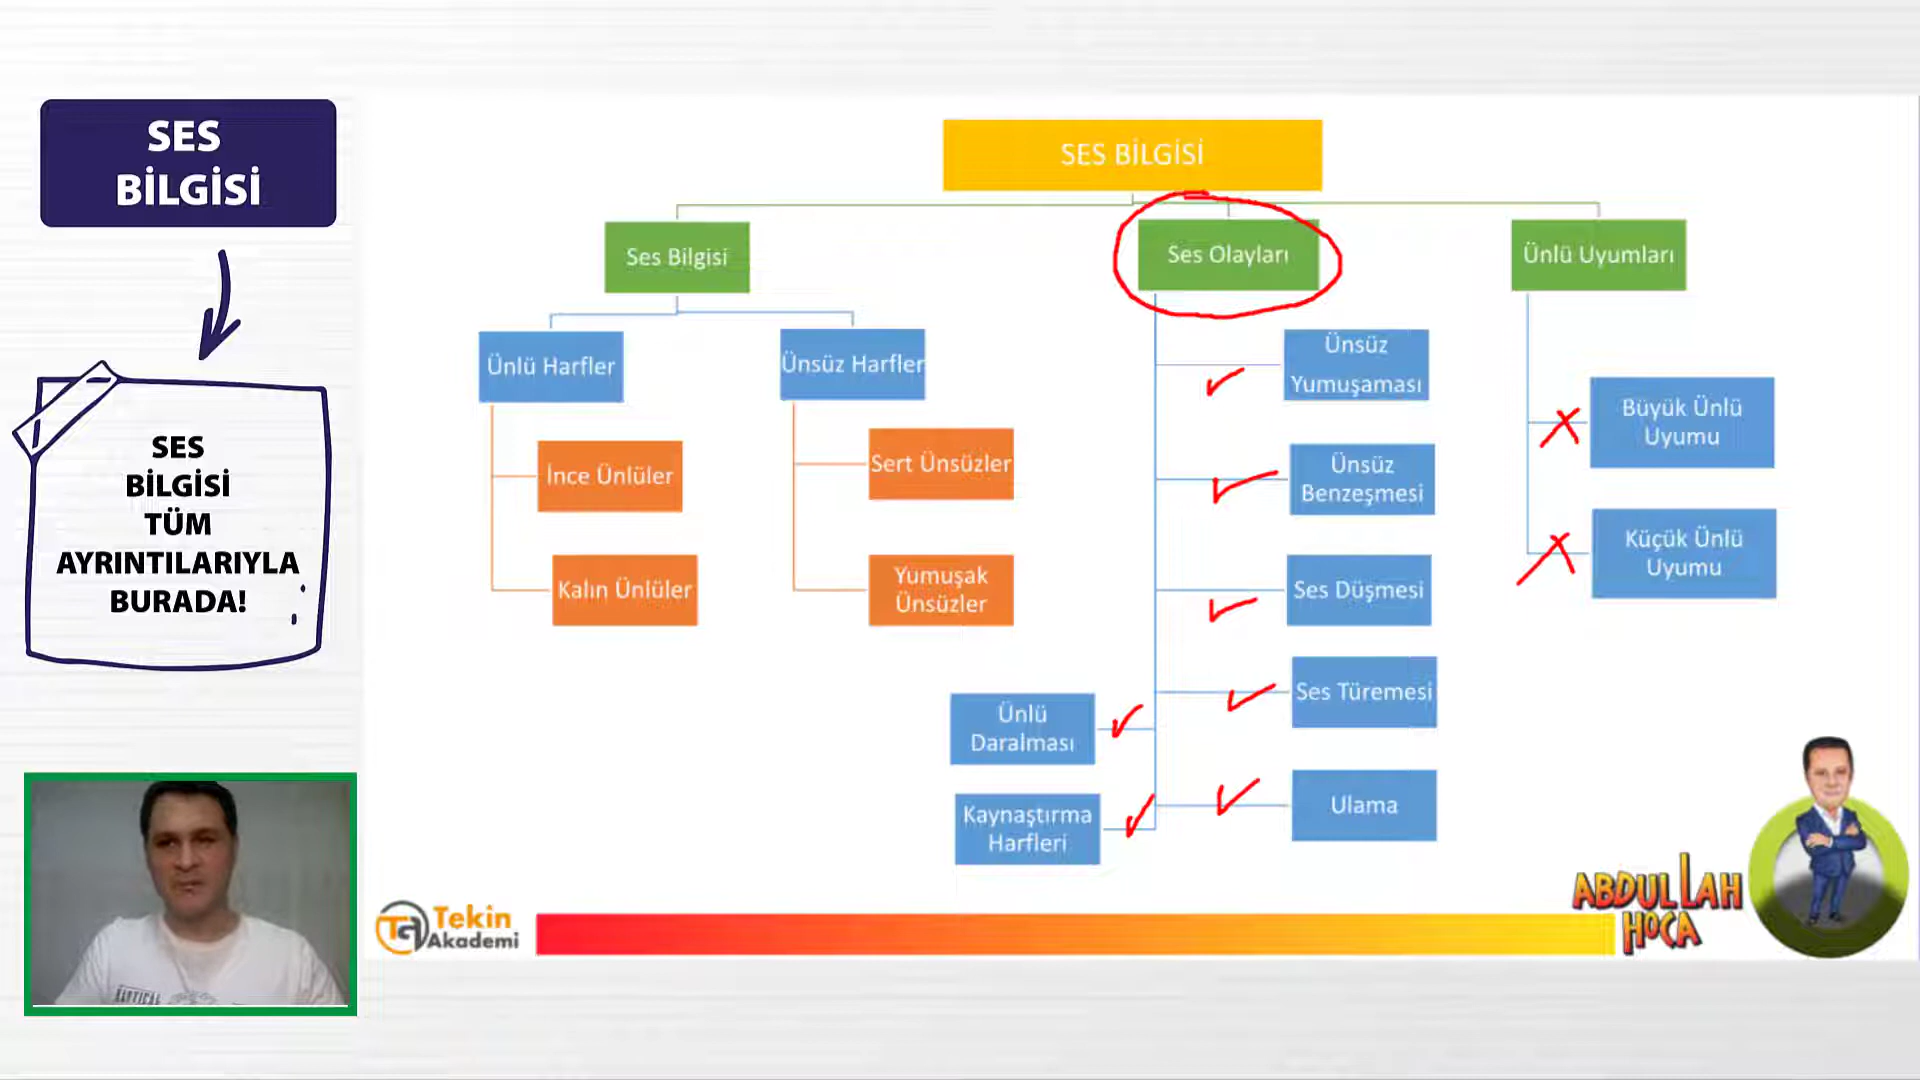 SES
BİLGİSİ
SES
BİLGİSİ
TÜM
AYRINTILARIYLA
BURADA!
SES BİLGİSİ
Ses Bilgisi
Ses Olayları
Ünlü Uyumları
Ünlü Harfler
Ünsüz Harfler
İnce Ünlüler
Kalın Ünlüler
Sert Ünsüzler
Yumuşak
Ünsüzler
Ünsüz
Yumuşaması
Ünsüz
Benzeşmesi
Ses Düşmesi
Ses Türemesi
Ulama
Ünlü
Daralması
Kaynaştırma
Harfleri
Büyük Ünlü
Uyumu
Küçük Ünlü
Uyumu
Tekin
Akademi
ABDULLAH
HOCA